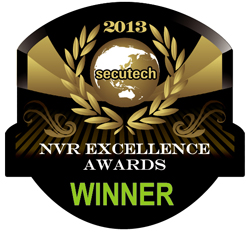 2013
secutech
NVR EXCELLENCE
AWARDS
WINNER